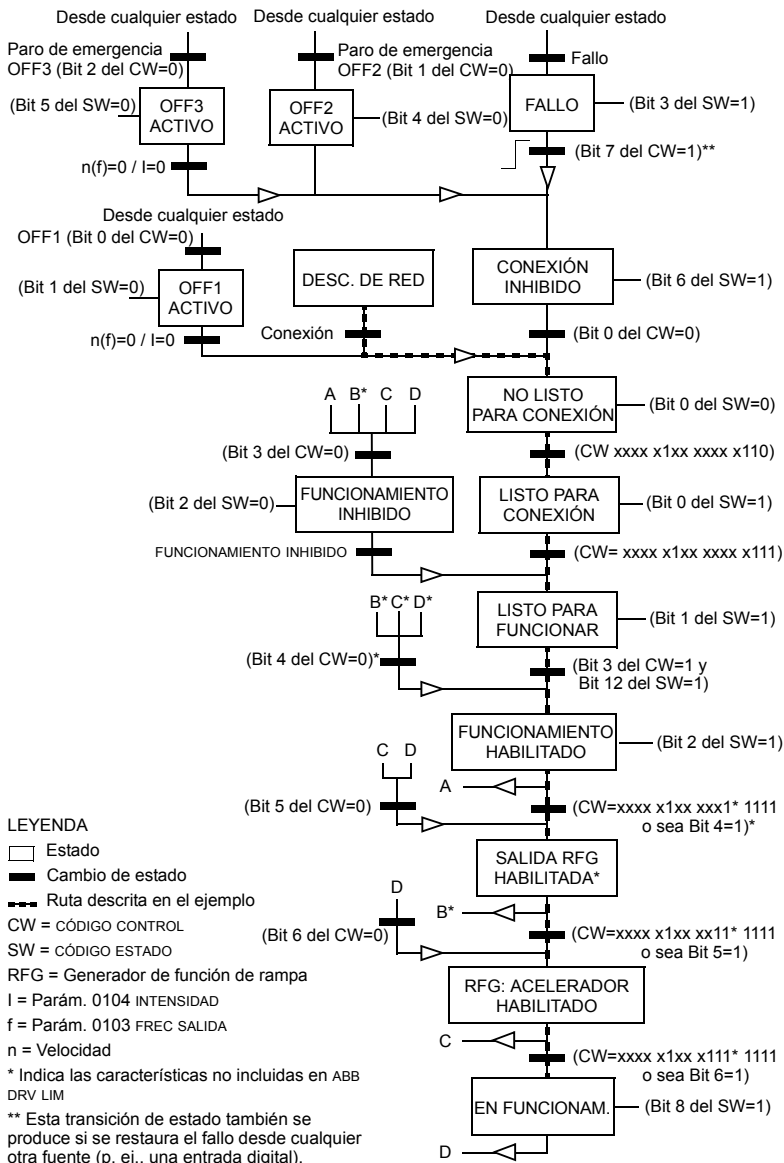 Desde cualquier estado
Desde cualquier estado
Desde cualquier estado
Paro de emergencia
OFF3 (Bit 2 del CW=0)
Paro de emergencia
OFF2 (Bit 1 del CW=0)
Fallo
(Bit 5 del SW=0)
OFF3
ACTIVO
OFF2
ACTIVO
(Bit 4 del SW=0)
FALLO
(Bit 3 del SW=1)
n(f)=0 / I=0
(Bit 7 del CW=1)**
Desde cualquier estado
OFF1 (Bit 0 del CW=0)
(Bit 1 del SW=0)
OFF1
ACTIVO
DESC. DE RED
CONEXIÓN
INHIBIDO
(Bit 6 del SW=1)
n(f)=0 / I=0
Conexión
(Bit 0 del CW=0)
A B* C D
NO LISTO
PARA CONEXIÓN
(Bit 0 del SW=0)
(Bit 3 del CW=0)
(CW xxxx x1xx xxxx x110)
(Bit 2 del SW=0)
FUNCIONAMIENTO
INHIBIDO
LISTO PARA
CONEXIÓN
(Bit 0 del SW=1)
FUNCIONAMIENTO INHIBIDO
(CW= xxxx x1xx xxxx x111)
B* C* D*
LISTO PARA
FUNCIONAR
(Bit 1 del SW=1)
(Bit 4 del CW=0)*
(Bit 3 del CW=1 y
Bit 12 del SW=1)
FUNCIONAMIENTO
HABILITADO
(Bit 2 del SW=1)
C D
A
(Bit 5 del CW=0)
(CW=xxxx x1xx xxx1* 1111
o sea Bit 4=1)*
SALIDA RFG
HABILITADA*
D
B*
(Bit 6 del CW=0)
(CW=xxxx x1xx xx11* 1111
o sea Bit 5=1)
RFG: ACELERADOR
HABILITADO
C
(CW=xxxx x1xx x111* 1111
o sea Bit 6=1)
EN FUNCIONAM.
(Bit 8 del SW=1)
D
LEYENDA
Estado
Cambio de estado
Ruta descrita en el ejemplo
CW = CÓDIGO CONTROL
SW = CÓDIGO ESTADO
RFG = Generador de función de rampa
I = Parám. 0104 INTENSIDAD
f = Parám. 0103 FREC SALIDA
n = Velocidad
* Indica las características no incluidas en ABB
DRV LIM
** Esta transición de estado también se
produce si se restaura el fallo desde cualquier
otra fuente (p. ej., una entrada digital).